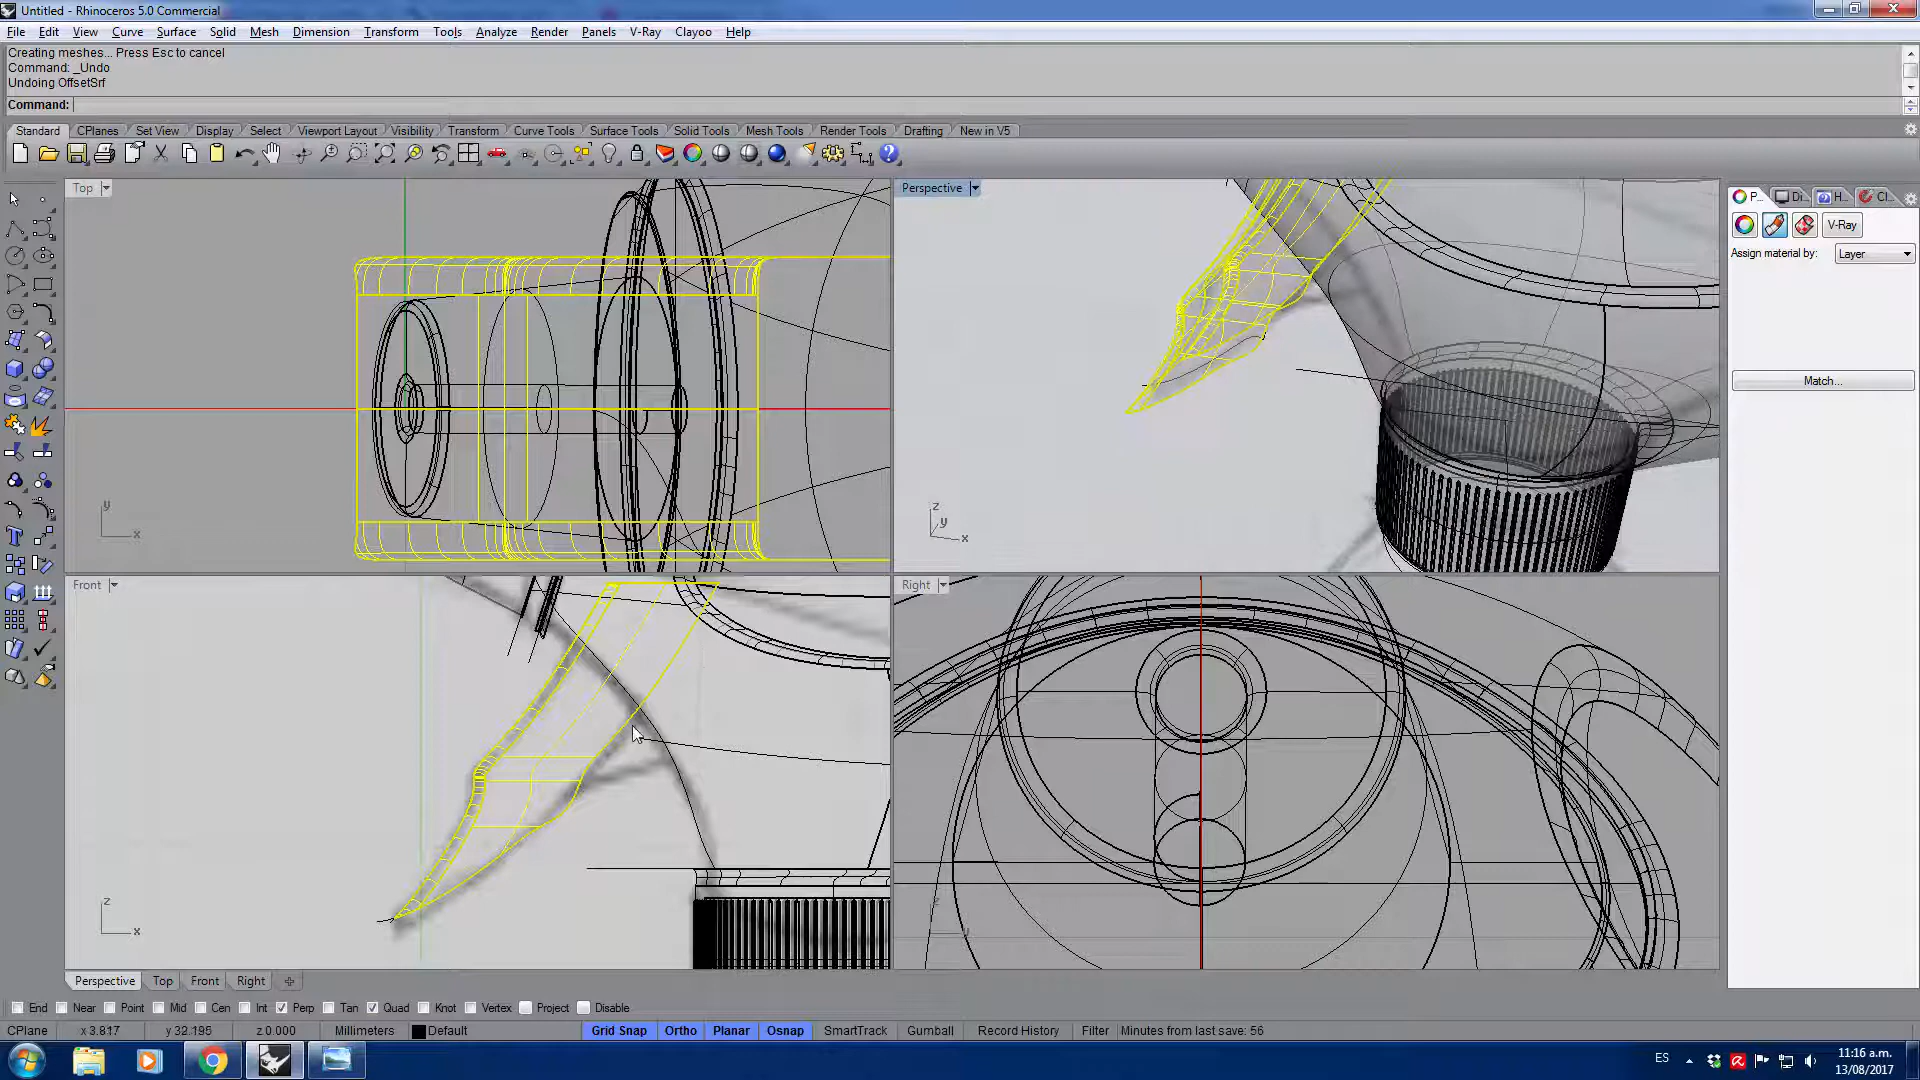 Untitled - Rhinoceros 5.0 Commercial
File Edit View Curve Surface Solid Mesh Dimension Transform Tools Analyze Render Panels V-Ray Clayoo Help
Creating meshes... Press Esc to cancel
Command: _Undo
Undoing OffsetSrf
Command:
Standard CPlanes Set View Display Select Viewport Layout Visibility Transform Curve Tools Surface Tools Solid Tools Mesh Tools Render Tools Drafting New in V5
Top
Perspective
P... Di... H... Cl...
V-Ray
Assign material by: Layer
Match...
y
x
z
y
x
Front
Right
z
x
z
y
Perspective Top Front Right
End Near Point Mid Cen Int Perp Tan Quad Knot Vertex Project Disable
CPlane x 3.817 y 32.195 z 0.000 Millimeters Default Grid Snap Ortho Planar Osnap SmartTrack Gumball Record History Filter Minutes from last save: 56
ES
11:16 a.m.
13/08/2017